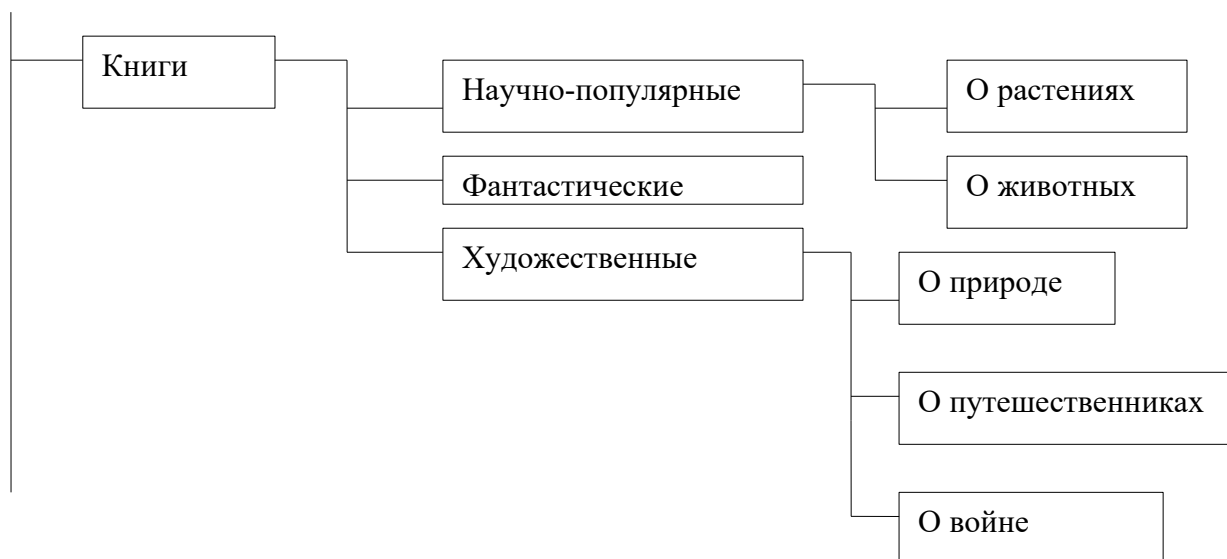 Книги
Научно-популярные
О растениях
О животных
Фантастические
Художественные
О природе
О путешественниках
О войне